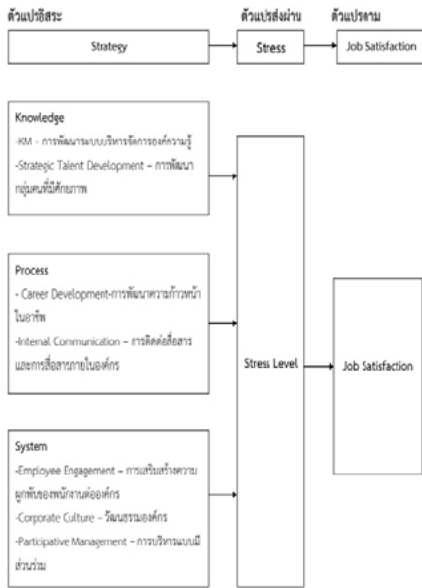 ตัวแปรอิสระ
ตัวแปรส่งผ่าน
ตัวแปรตาม
Strategy
Stress
Job Satisfaction
Knowledge
-KM - การพัฒนาระบบบริหารจัดการองค์ความรู้
-Strategic Talent Development – การพัฒนา
กลุ่มคนที่มีศักยภาพ
Process
- Career Development-การพัฒนาความก้าวหน้า
ในอาชีพ
-Internal Communication – การติดต่อสื่อสาร
และการสื่อสารภายในองค์กร
Stress Level
Job Satisfaction
System
-Employee Engagement – การเสริมสร้างความ
ผูกพันของพนักงานต่อองค์กร
-Corporate Culture – วัฒนธรรมองค์กร
-Participative Management – การบริหารแบบมี
ส่วนร่วม